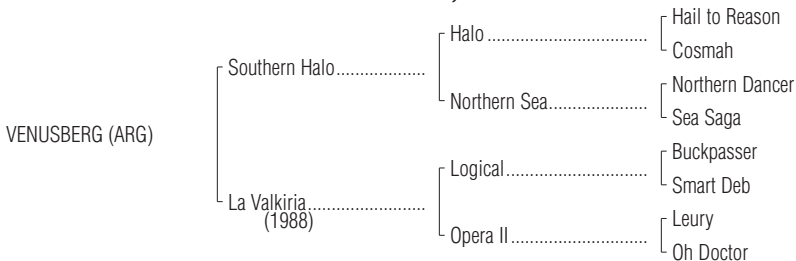 VENUSBERG (ARG)
Southern Halo...................
Halo ..................................
Hail to Reason
Cosmah
Northern Sea.....................
Northern Dancer
Sea Saga
La Valkiria.........................
(1988)
Logical..............................
Buckpasser
Smart Deb
Opera II .............................
Leury
Oh Doctor